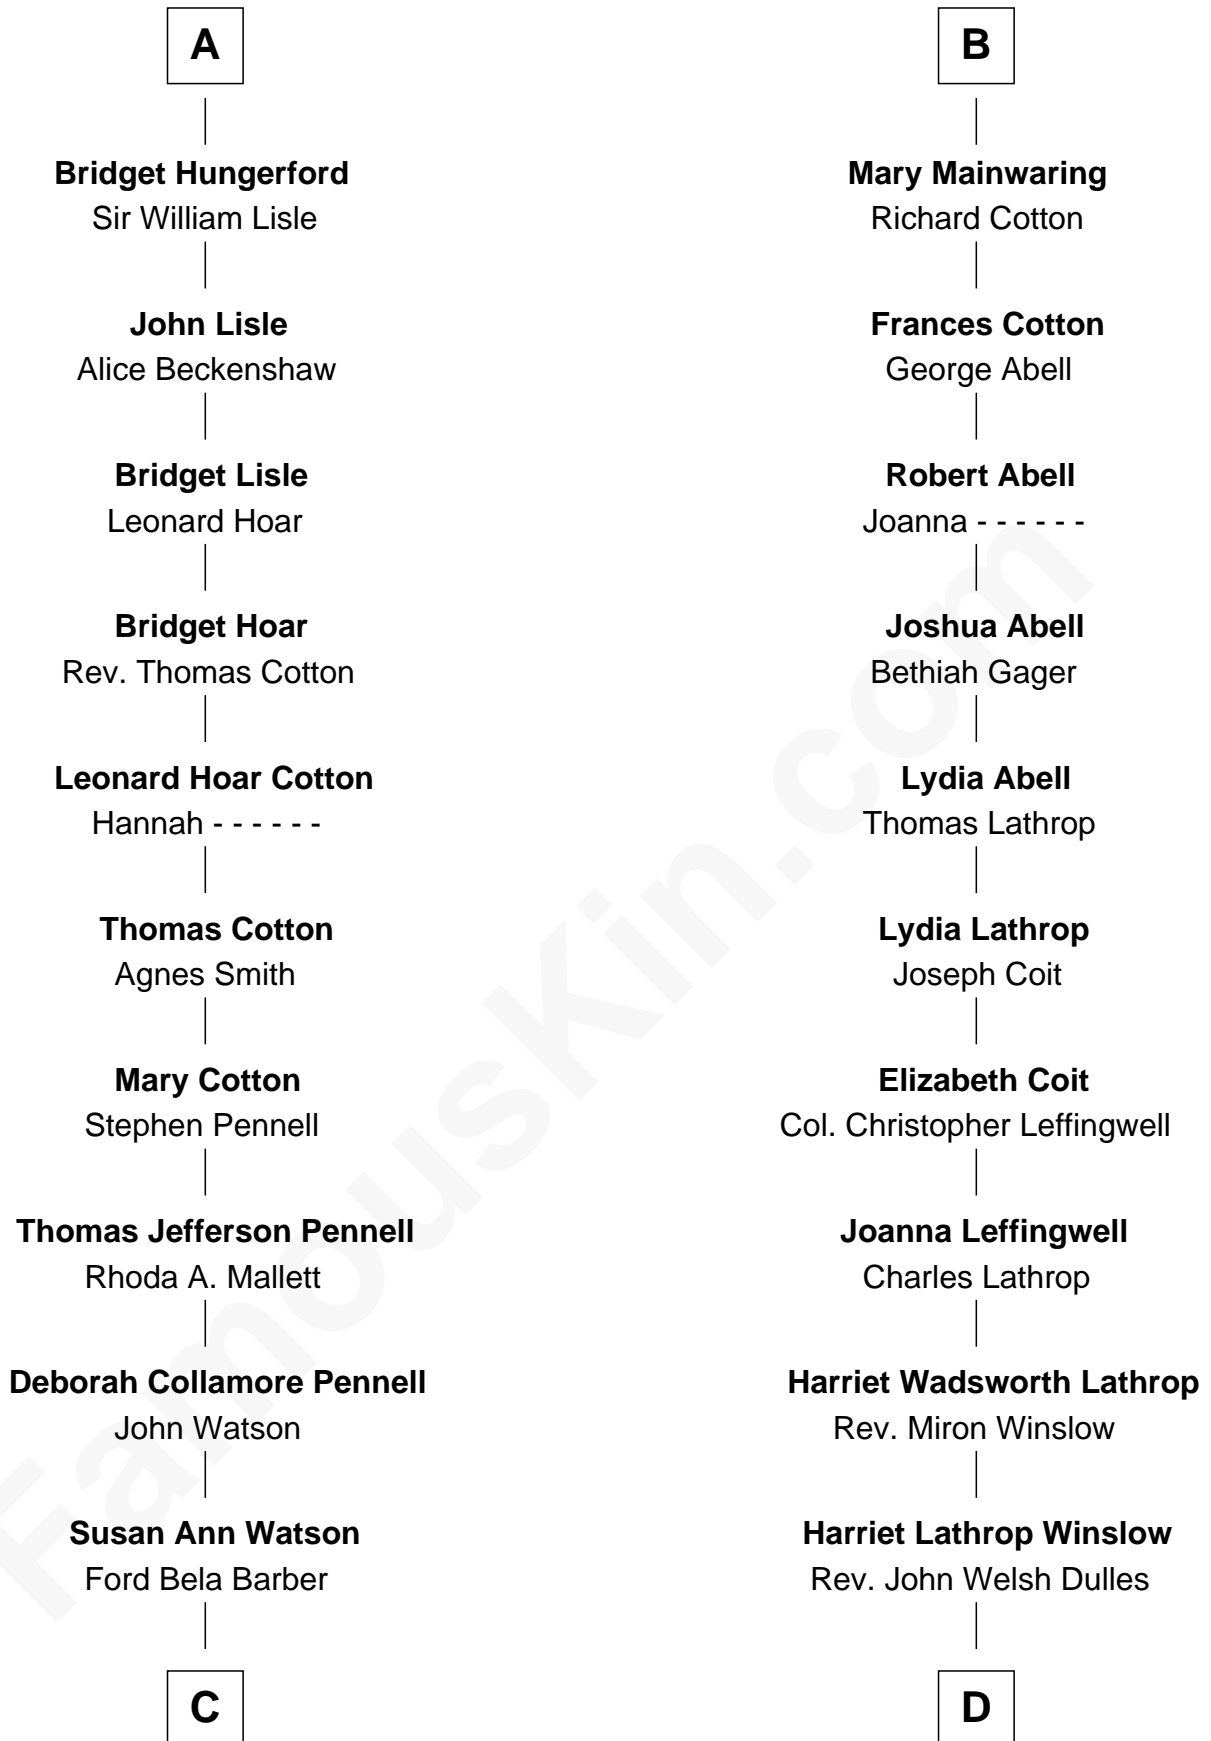 A
Bridget Hungerford
Sir William Lisle
John Lisle
Alice Beckenshaw
Bridget Lisle
Leonard Hoar
Bridget Hoar
Rev. Thomas Cotton
Leonard Hoar Cotton
Hannah - - - - - -
Thomas Cotton
Agnes Smith
Mary Cotton
Stephen Pennell
Thomas Jefferson Pennell
Rhoda A. Mallett
Deborah Collamore Pennell
John Watson
Susan Ann Watson
Ford Bela Barber
C
B
Mary Mainwaring
Richard Cotton
Frances Cotton
George Abell
Robert Abell
Joanna - - - - - -
Joshua Abell
Bethiah Gager
Lydia Abell
Thomas Lathrop
Lydia Lathrop
Joseph Coit
Elizabeth Coit
Col. Christopher Leffingwell
Joanna Leffingwell
Charles Lathrop
Harriet Wadsworth Lathrop
Rev. Miron Winslow
Harriet Lathrop Winslow
Rev. John Welsh Dulles
D
FamousKin.com